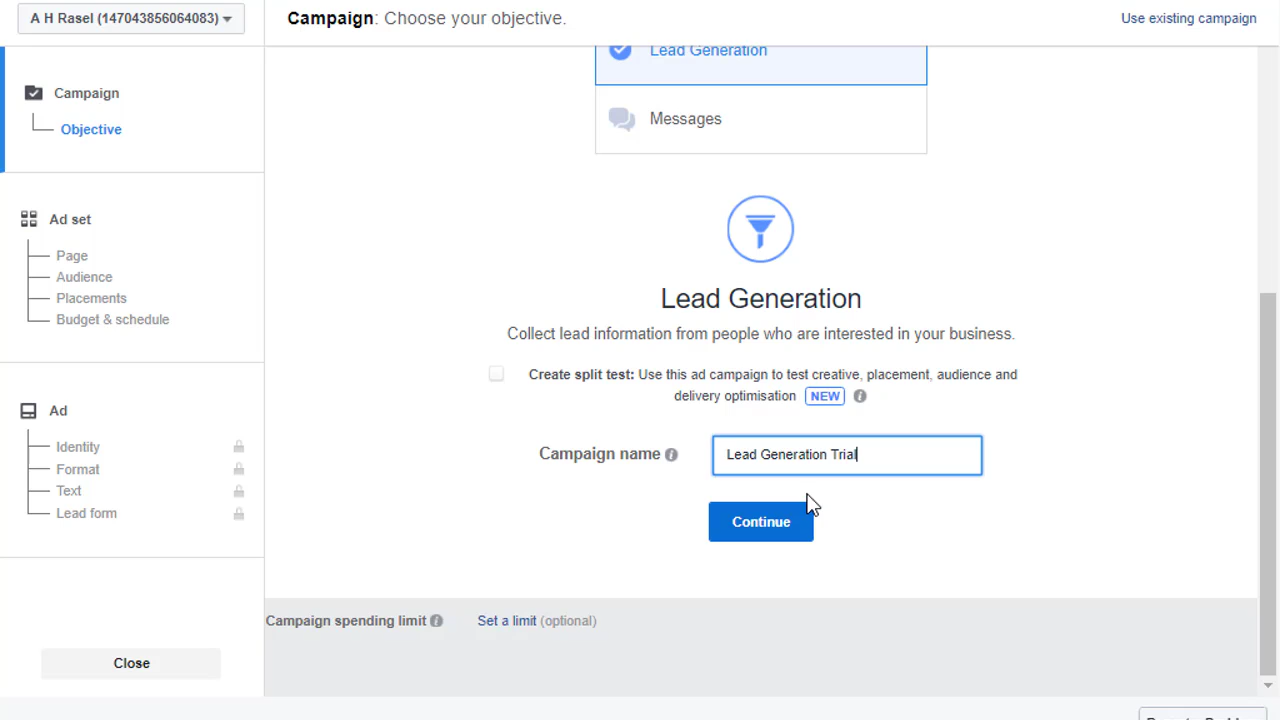 A H Rasel (147043856064083)
Campaign: Choose your objective.
Use existing campaign
Campaign
Objective
Ad set
Page
Audience
Placements
Budget & schedule
Ad
Identity
Format
Text
Lead form
Close
Lead Generation
Messages
Lead Generation
Collect lead information from people who are interested in your business.
Create split test: Use this ad campaign to test creative, placement, audience and
delivery optimisation NEW
Campaign name
Lead Generation Trial
Continue
Campaign spending limit
Set a limit (optional)